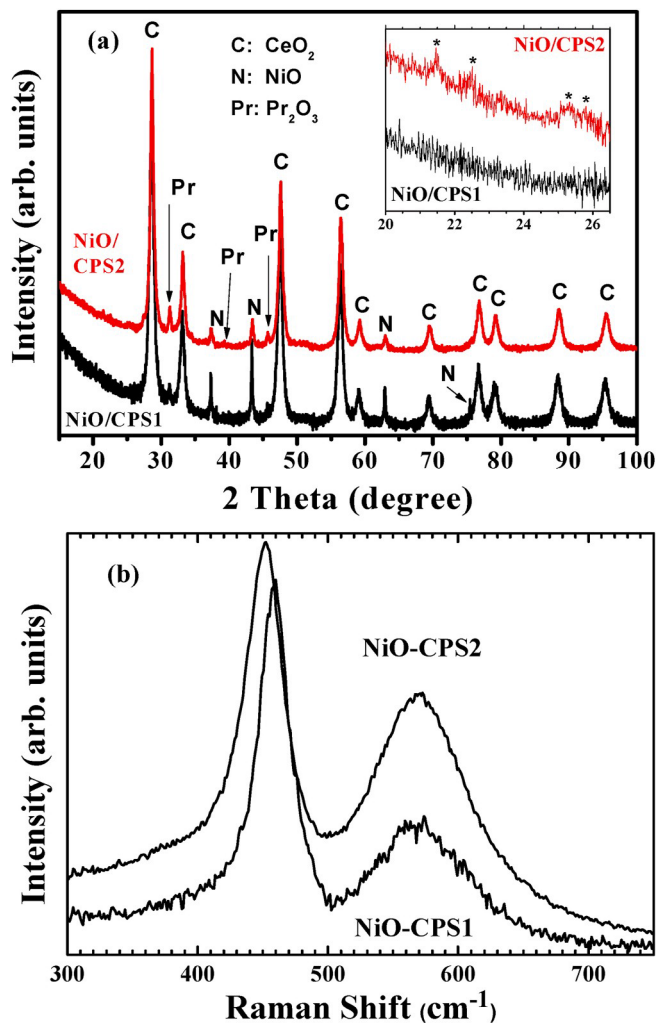 (a)
C: CeO₂
N: NiO
Pr: Pr₂O₃
C
Pr
C
N
Pr
N
Pr
C
C
C
N
C
N
C
C
C
C
NiO/
CPS2
NiO/CPS1
Intensity (arb. units)
20 30 40 50 60 70 80 90 100
2 Theta (degree)
NiO/CPS2
* * * *
NiO/CPS1
20 22 24 26
(b)
NiO-CPS2
NiO-CPS1
Intensity (arb. units)
300 400 500 600 700
Raman Shift (cm⁻¹)